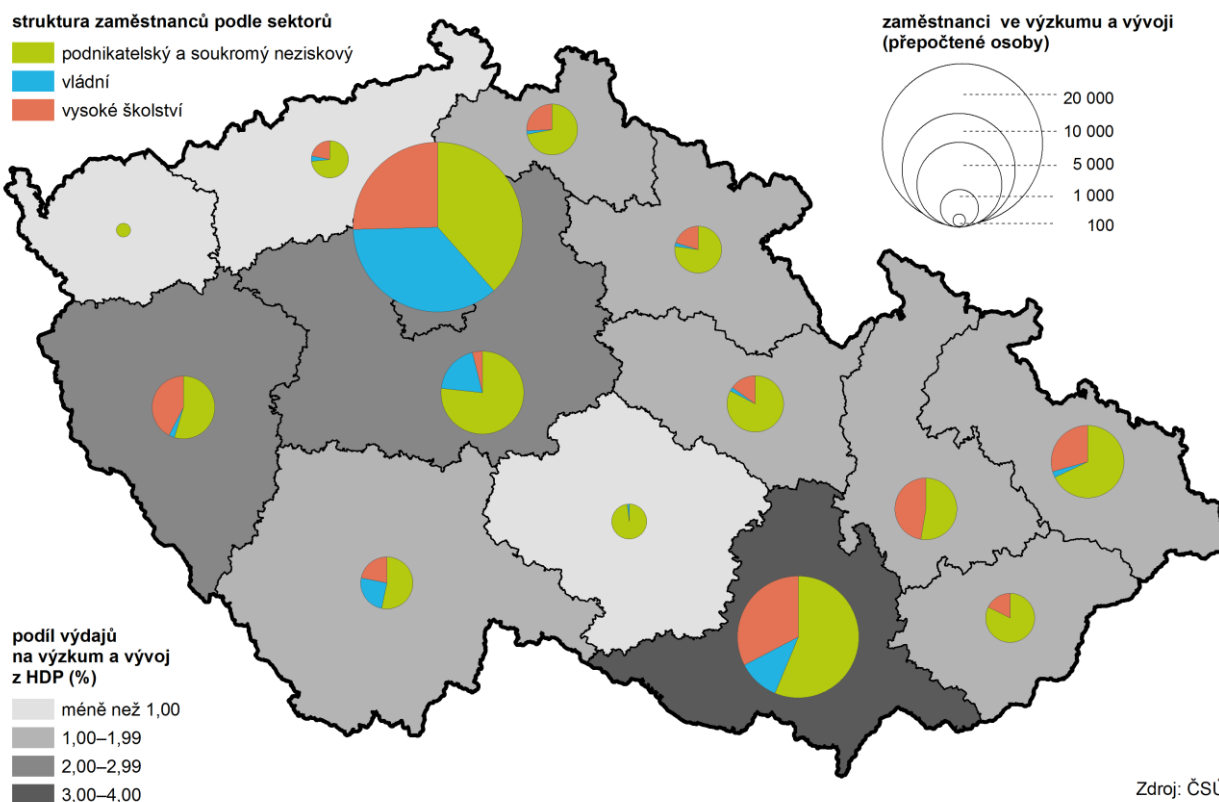 struktura zaměstnanců podle sektorů
podnikatelský a soukromý neziskový
vládní
vysoké školství
zaměstnanci ve výzkumu a vývoji
(přepočtené osoby)
20 000
10 000
5 000
1 000
100
podíl výdajů
na výzkum a vývoj
z HDP (%)
méně než 1,00
1,00–1,99
2,00–2,99
3,00–4,00
Zdroj: ČSÚ